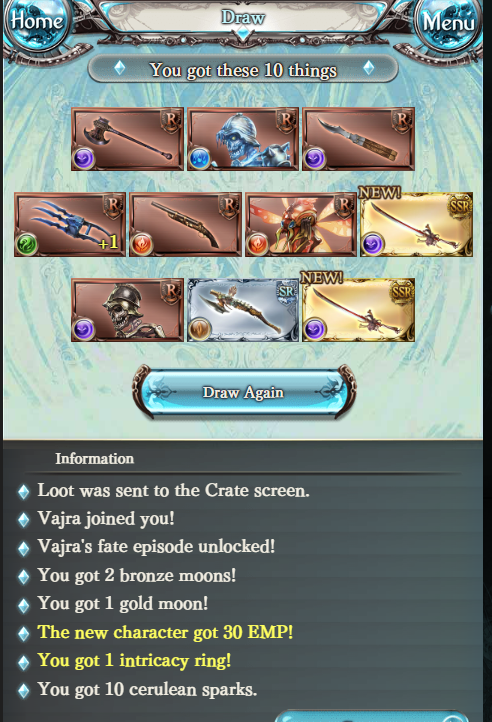 Home
Draw
Menu
You got these 10 things
R
R
R
R
+1
R
R
NEW!
SSR
R
SR
NEW!
SSR
Draw Again
Information
Loot was sent to the Crate screen.
Vajra joined you!
Vajra's fate episode unlocked!
You got 2 bronze moons!
You got 1 gold moon!
The new character got 30 EMP!
You got 1 intricacy ring!
You got 10 cerulean sparks.